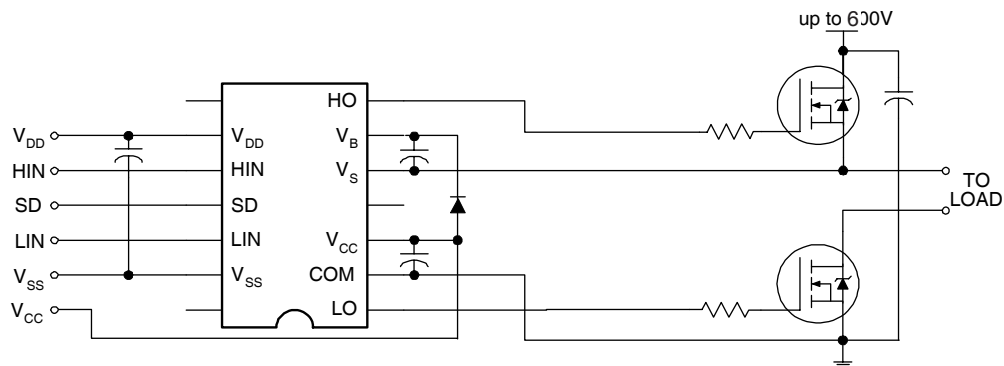 up to 600V
HO
V_DD
V_DD
V_B
HIN
HIN
V_S
TO
LOAD
SD
SD
LIN
LIN
V_CC
V_SS
V_SS
COM
V_CC
LO